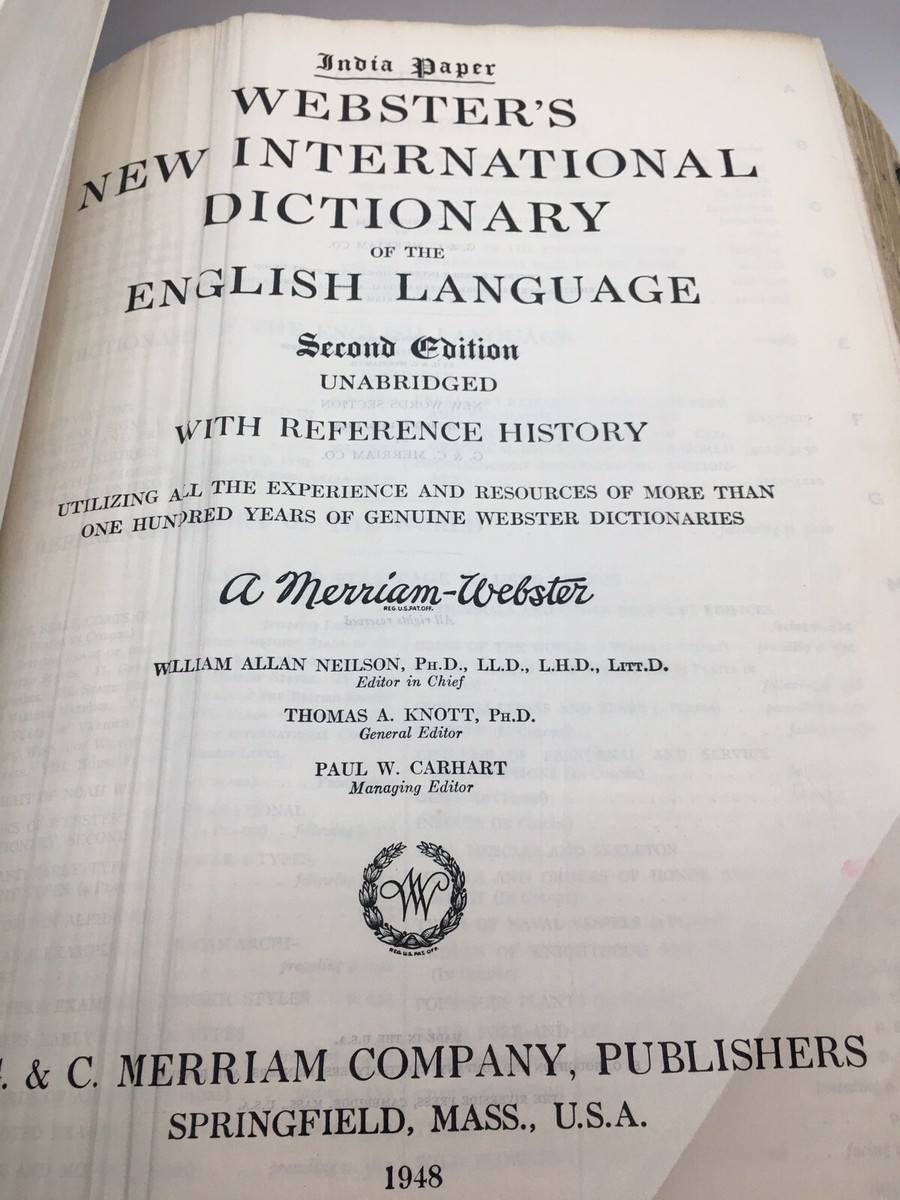 India Paper
WEBSTER'S
NEW INTERNATIONAL
DICTIONARY
OF THE
ENGLISH LANGUAGE
Second Edition
UNABRIDGED
WITH REFERENCE HISTORY
UTILIZING ALL THE EXPERIENCE AND RESOURCES OF MORE THAN
ONE HUNDRED YEARS OF GENUINE WEBSTER DICTIONARIES
A Merriam-Webster
REG.U.S.PAT.OFF.
WILLIAM ALLAN NEILSON, PH.D., LL.D., L.H.D., LITT.D.
Editor in Chief
THOMAS A. KNOTT, PH.D.
General Editor
PAUL W. CARHART
Managing Editor
W
REG. U.S. PAT. OFF.
. & C. MERRIAM COMPANY, PUBLISHERS
SPRINGFIELD, MASS., U.S.A.
1948